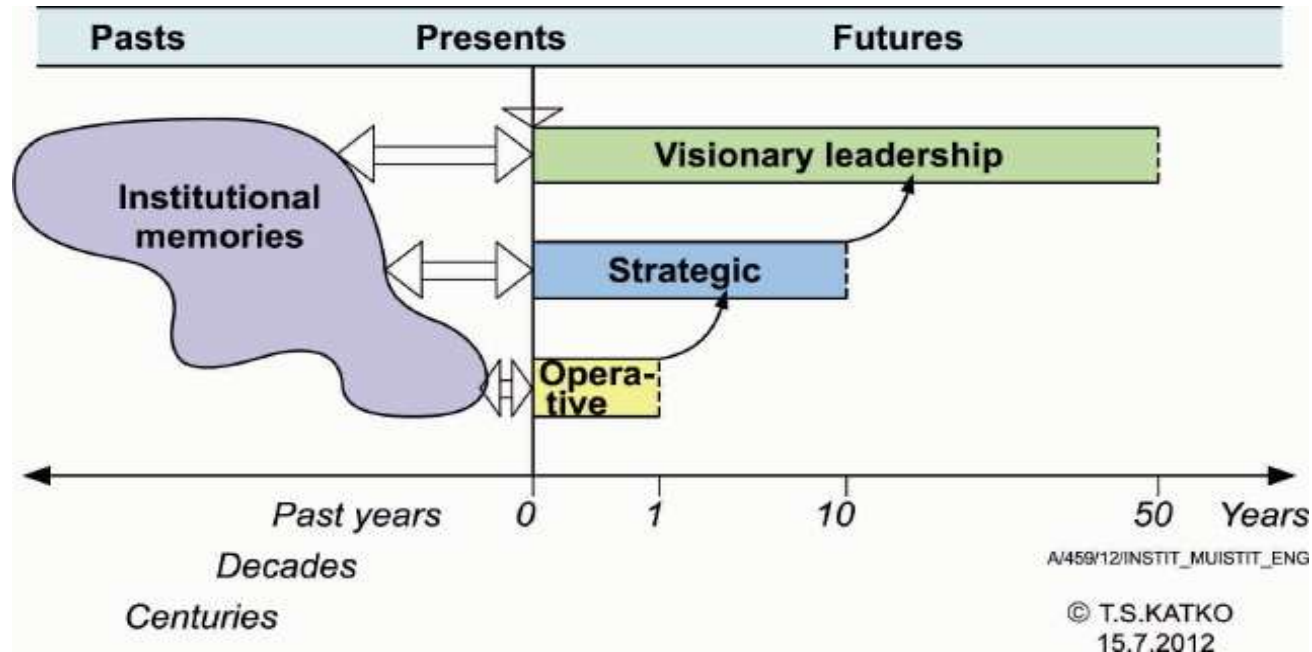 Pasts Presents Futures
Visionary leadership
Institutional
memories
Strategic
Opera-
tive
Past years 0 1 10 50 Years
Decades
A/459/12/INSTIT_MUISTIT_ENG
Centuries
© T.S.KATKO
15.7.2012